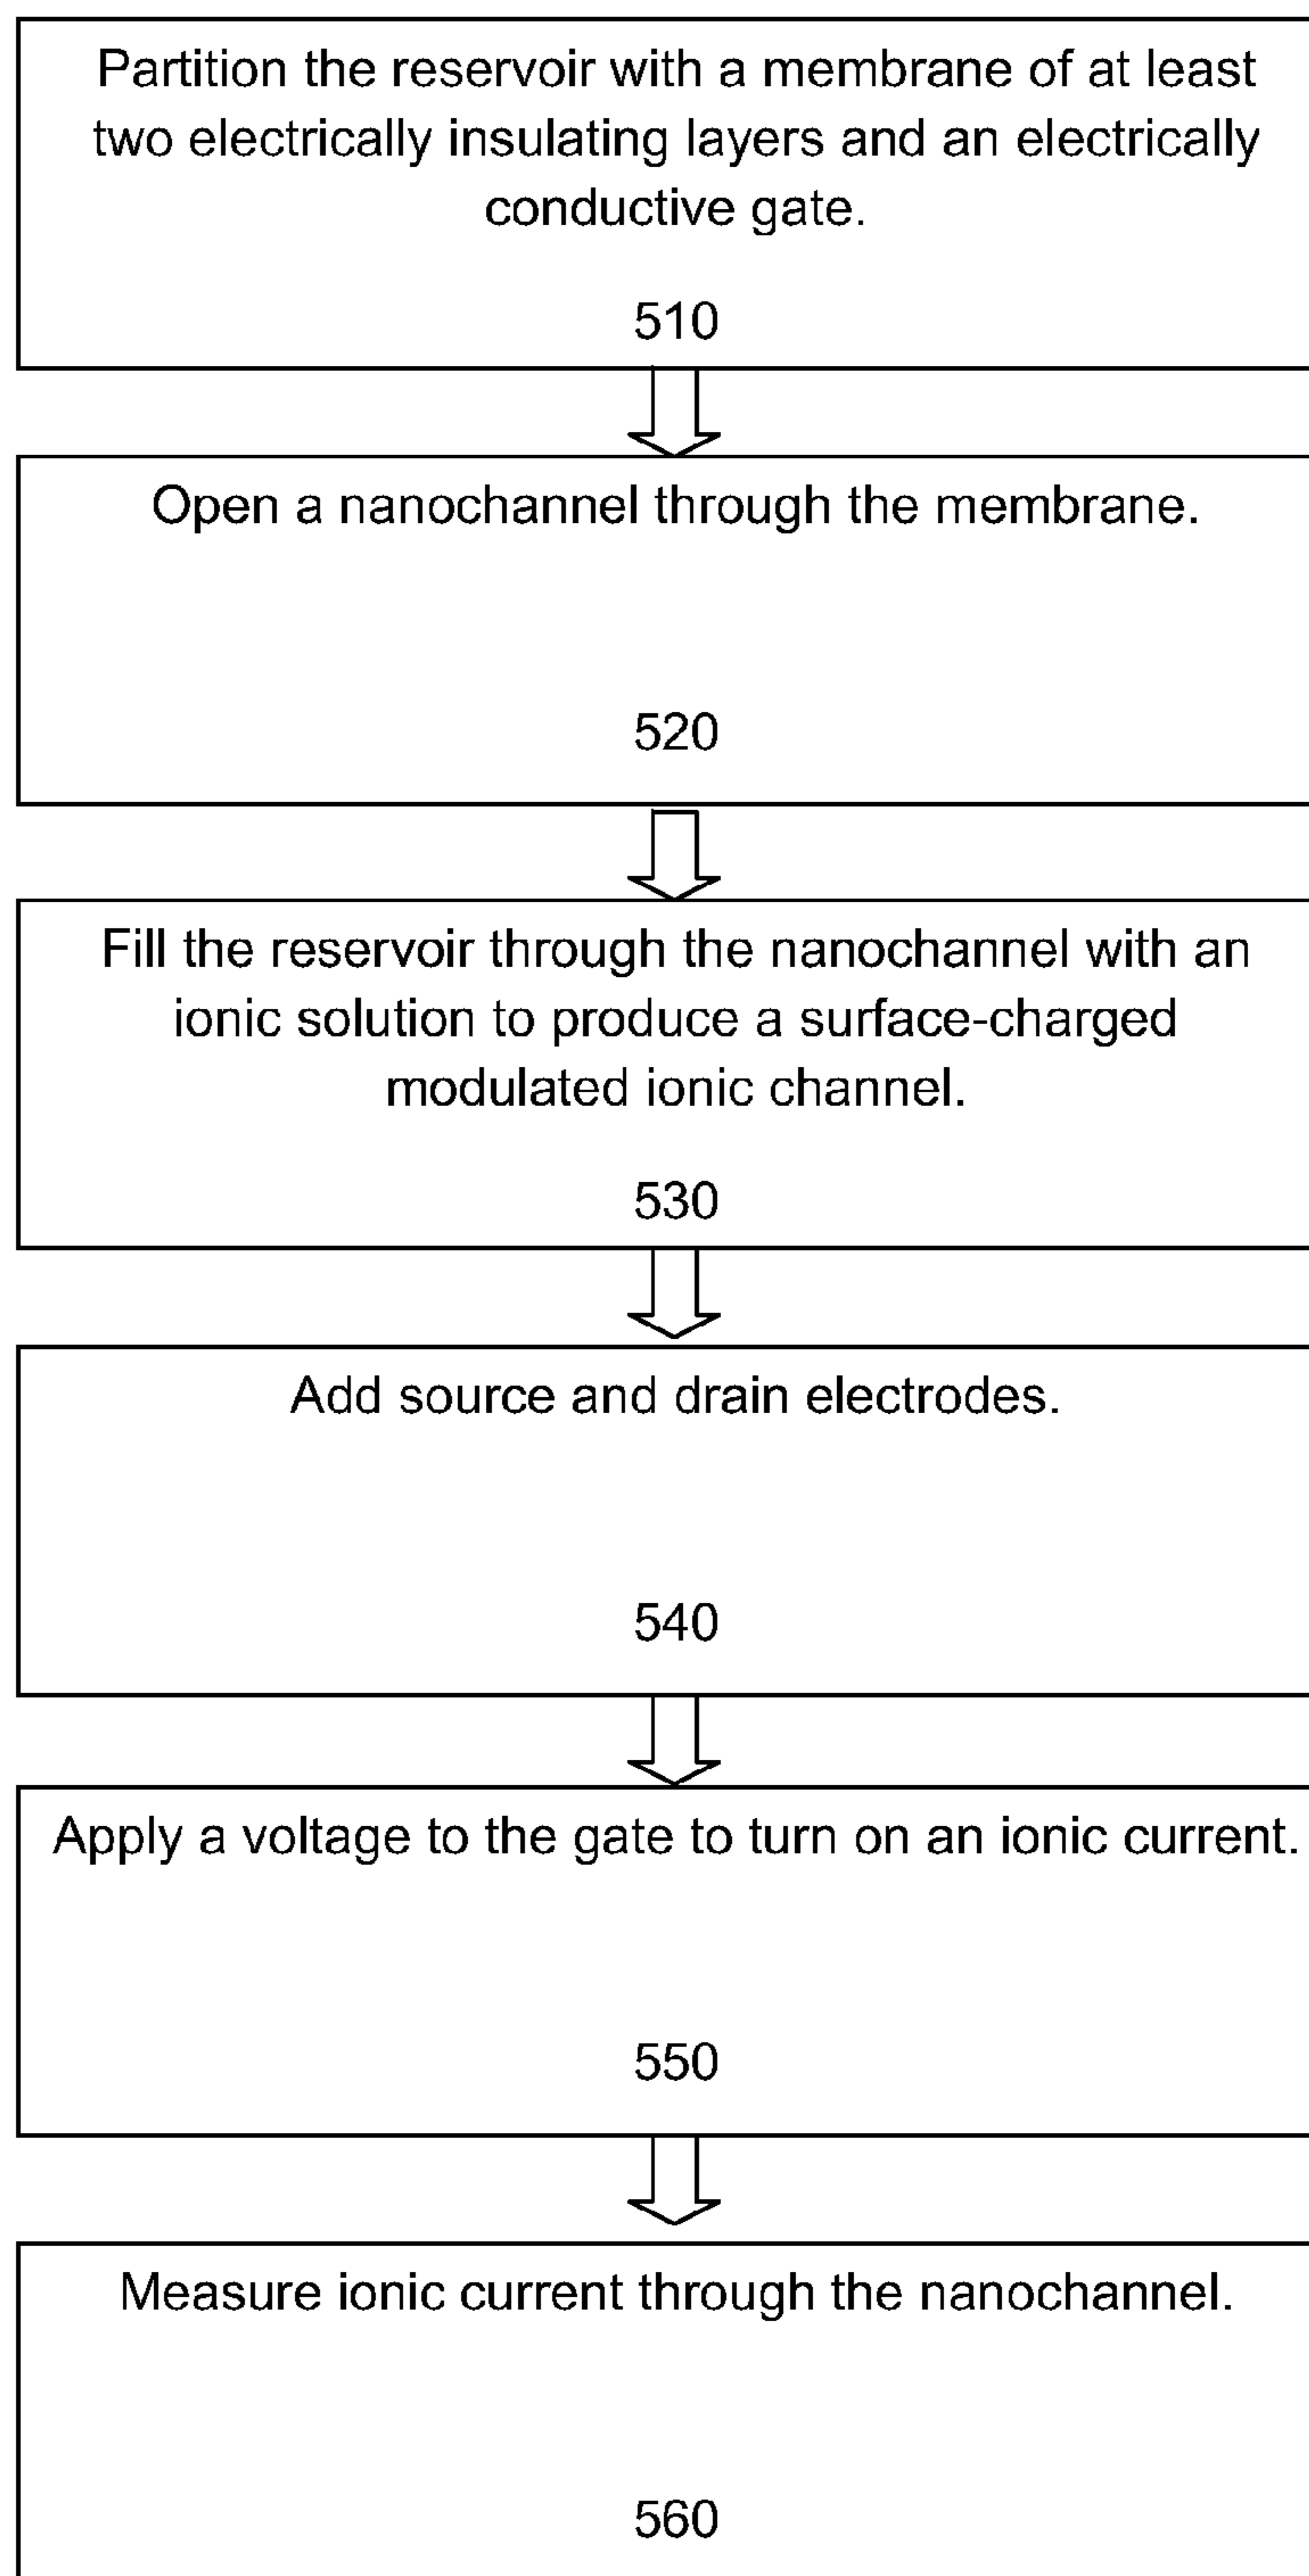 Partition the reservoir with a membrane of at least
two electrically insulating layers and an electrically
conductive gate.
510
Open a nanochannel through the membrane.
520
Fill the reservoir through the nanochannel with an
ionic solution to produce a surface-charged
modulated ionic channel.
530
Add source and drain electrodes.
540
Apply a voltage to the gate to turn on an ionic current.
550
Measure ionic current through the nanochannel.
560